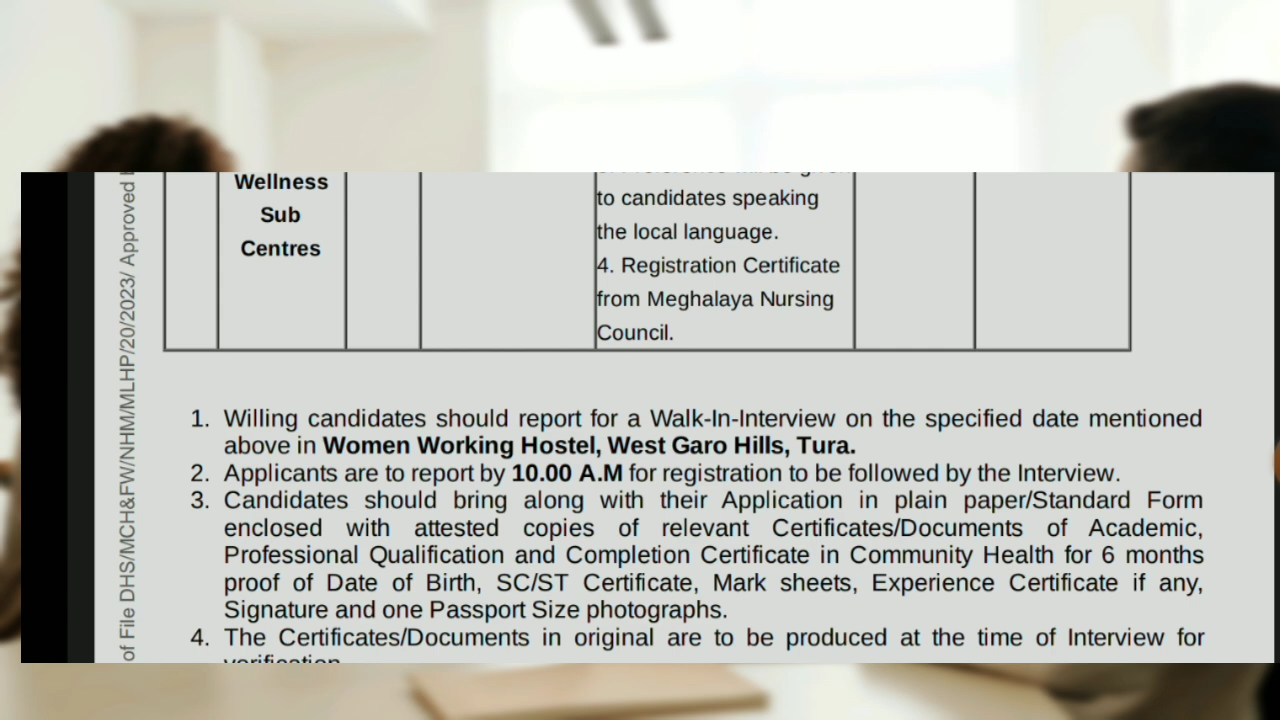 of File DHS/MCH&FW/NHM/MLHP/20/2023/ Approved
Wellness
Sub
Centres
to candidates speaking
the local language.
4. Registration Certificate
from Meghalaya Nursing
Council.
1. Willing candidates should report for a Walk-In-Interview on the specified date mentioned
above in Women Working Hostel, West Garo Hills, Tura.
2. Applicants are to report by 10.00 A.M for registration to be followed by the Interview.
3. Candidates should bring along with their Application in plain paper/Standard Form
enclosed with attested copies of relevant Certificates/Documents of Academic,
Professional Qualification and Completion Certificate in Community Health for 6 months
proof of Date of Birth, SC/ST Certificate, Mark sheets, Experience Certificate if any,
Signature and one Passport Size photographs.
4. The Certificates/Documents in original are to be produced at the time of Interview for